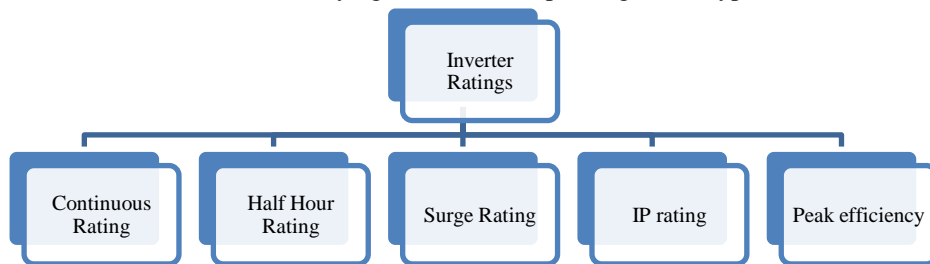 Inverter
Ratings
Continuous
Rating
Half Hour
Rating
Surge Rating
IP rating
Peak efficiency